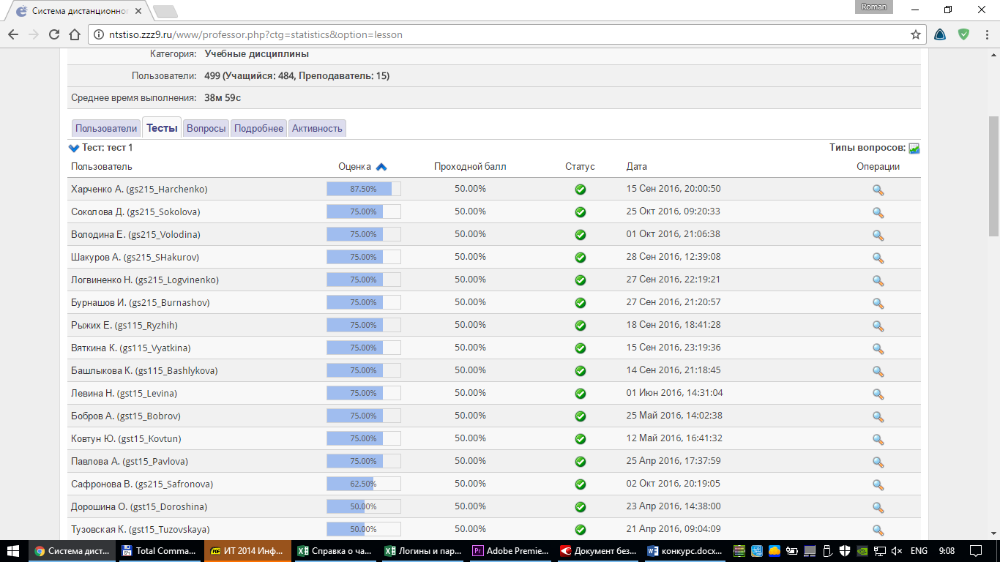 Система дистанционног
Roman
ntstiso.zzz9.ru/www/professor.php?ctg=statistics&option=lesson
Категория: Учебные дисциплины
Пользователи: 499 (Учащийся: 484, Преподаватель: 15)
Среднее время выполнения: 38м 59с
Пользователи Тесты Вопросы Подробнее Активность
Тест: тест 1 Типы вопросов:
Пользователь Оценка Проходной балл Статус Дата Операции
Харченко А. (gs215_Harchenko) 87.50% 50.00% 15 Сен 2016, 20:00:50
Соколова Д. (gs215_Sokolova) 75.00% 50.00% 25 Окт 2016, 09:20:33
Володина Е. (gs215_Volodina) 75.00% 50.00% 01 Окт 2016, 21:06:38
Шакуров А. (gs215_SHakurov) 75.00% 50.00% 28 Сен 2016, 12:39:08
Логвиненко Н. (gs215_Logvinenko) 75.00% 50.00% 27 Сен 2016, 22:19:21
Бурнашов И. (gs215_Burnashov) 75.00% 50.00% 27 Сен 2016, 21:20:57
Рыжих Е. (gs115_Ryzhih) 75.00% 50.00% 18 Сен 2016, 18:41:28
Вяткина К. (gs115_Vyatkina) 75.00% 50.00% 15 Сен 2016, 23:19:36
Башлыкова К. (gs115_Bashlykova) 75.00% 50.00% 14 Сен 2016, 21:18:45
Левина Н. (gst15_Levina) 75.00% 50.00% 01 Июн 2016, 14:31:04
Бобров А. (gst15_Bobrov) 75.00% 50.00% 25 Май 2016, 14:02:38
Ковтун Ю. (gst15_Kovtun) 75.00% 50.00% 12 Май 2016, 16:41:32
Павлова А. (gst15_Pavlova) 75.00% 50.00% 25 Апр 2016, 17:37:59
Сафронова В. (gs215_Safronova) 62.50% 50.00% 02 Окт 2016, 20:19:05
Дорошина О. (gst15_Doroshina) 50.00% 50.00% 23 Апр 2016, 14:38:00
Тузовская К. (gst15_Tuzovskaya) 50.00% 50.00% 21 Апр 2016, 09:04:09
Система дист... Total Comma... ИТ 2014 Инф... Справка о ча... Логины и пар... Adobe Premie... Документ без... конкурс.docx... ENG 9:08